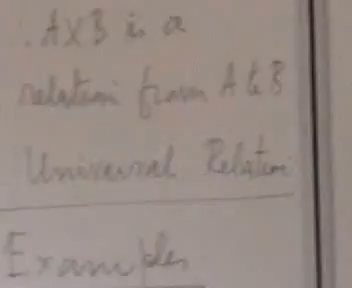 . A X B is a
relation from A to B
Universal Relation
Examples